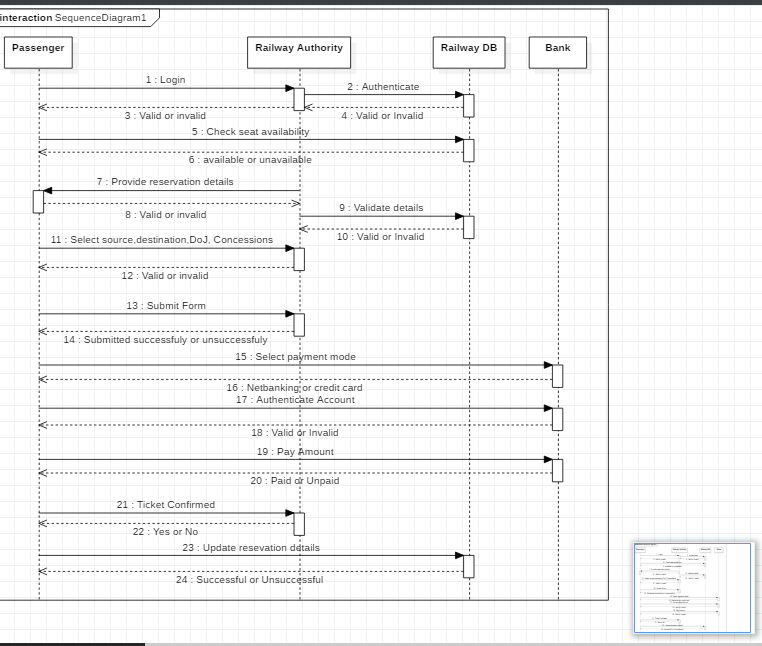 interaction SequenceDiagram1
Passenger
Railway Authority
Railway DB
Bank
1 : Login
2 : Authenticate
3 : Valid or invalid
4 : Valid or Invalid
5 : Check seat availability
6 : available or unavailable
7 : Provide reservation details
8 : Valid or invalid
9 : Validate details
10 : Valid or Invalid
11 : Select source,destination,DoJ, Concessions
12 : Valid or invalid
13 : Submit Form
14 : Submitted successfuly or unsuccessfuly
15 : Select payment mode
16 : Netbanking or credit card
17 : Authenticate Account
18 : Valid or Invalid
19 : Pay Amount
20 : Paid or Unpaid
21 : Ticket Confirmed
22 : Yes or No
23 : Update resevation details
24 : Successful or Unsuccessful